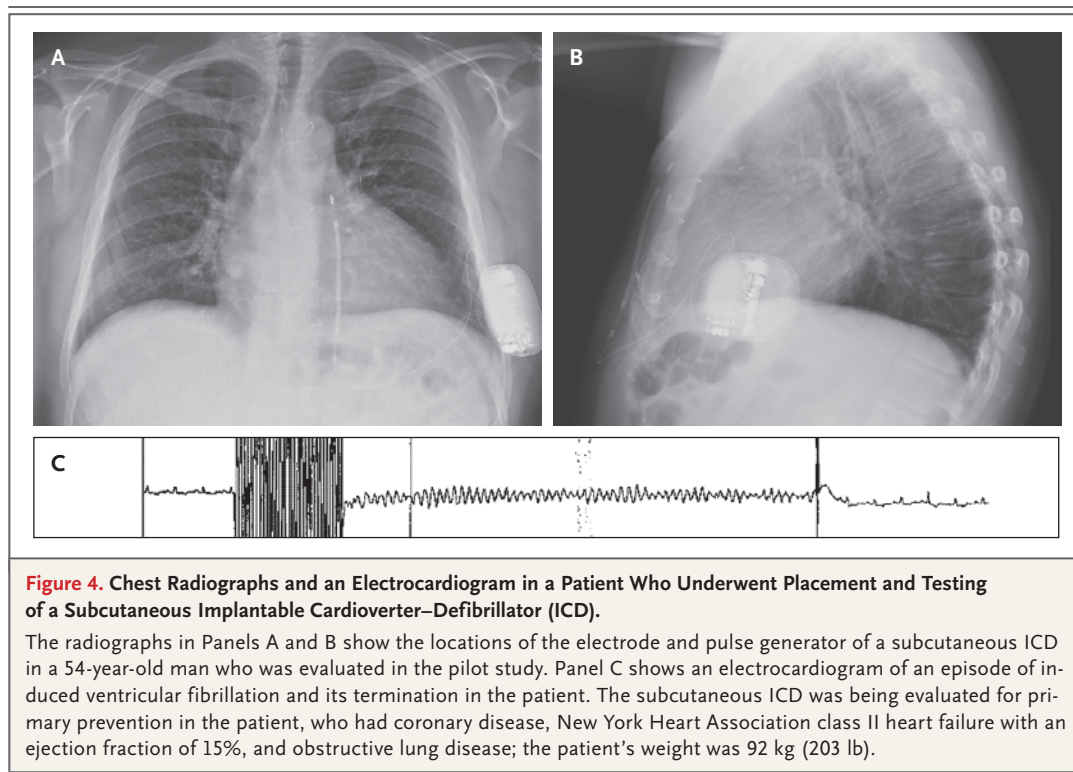 A
B
C
Figure 4. Chest Radiographs and an Electrocardiogram in a Patient Who Underwent Placement and Testing
of a Subcutaneous Implantable Cardioverter–Defibrillator (ICD).
The radiographs in Panels A and B show the locations of the electrode and pulse generator of a subcutaneous ICD
in a 54-year-old man who was evaluated in the pilot study. Panel C shows an electrocardiogram of an episode of in-
duced ventricular fibrillation and its termination in the patient. The subcutaneous ICD was being evaluated for pri-
mary prevention in the patient, who had coronary disease, New York Heart Association class II heart failure with an
ejection fraction of 15%, and obstructive lung disease; the patient’s weight was 92 kg (203 lb).